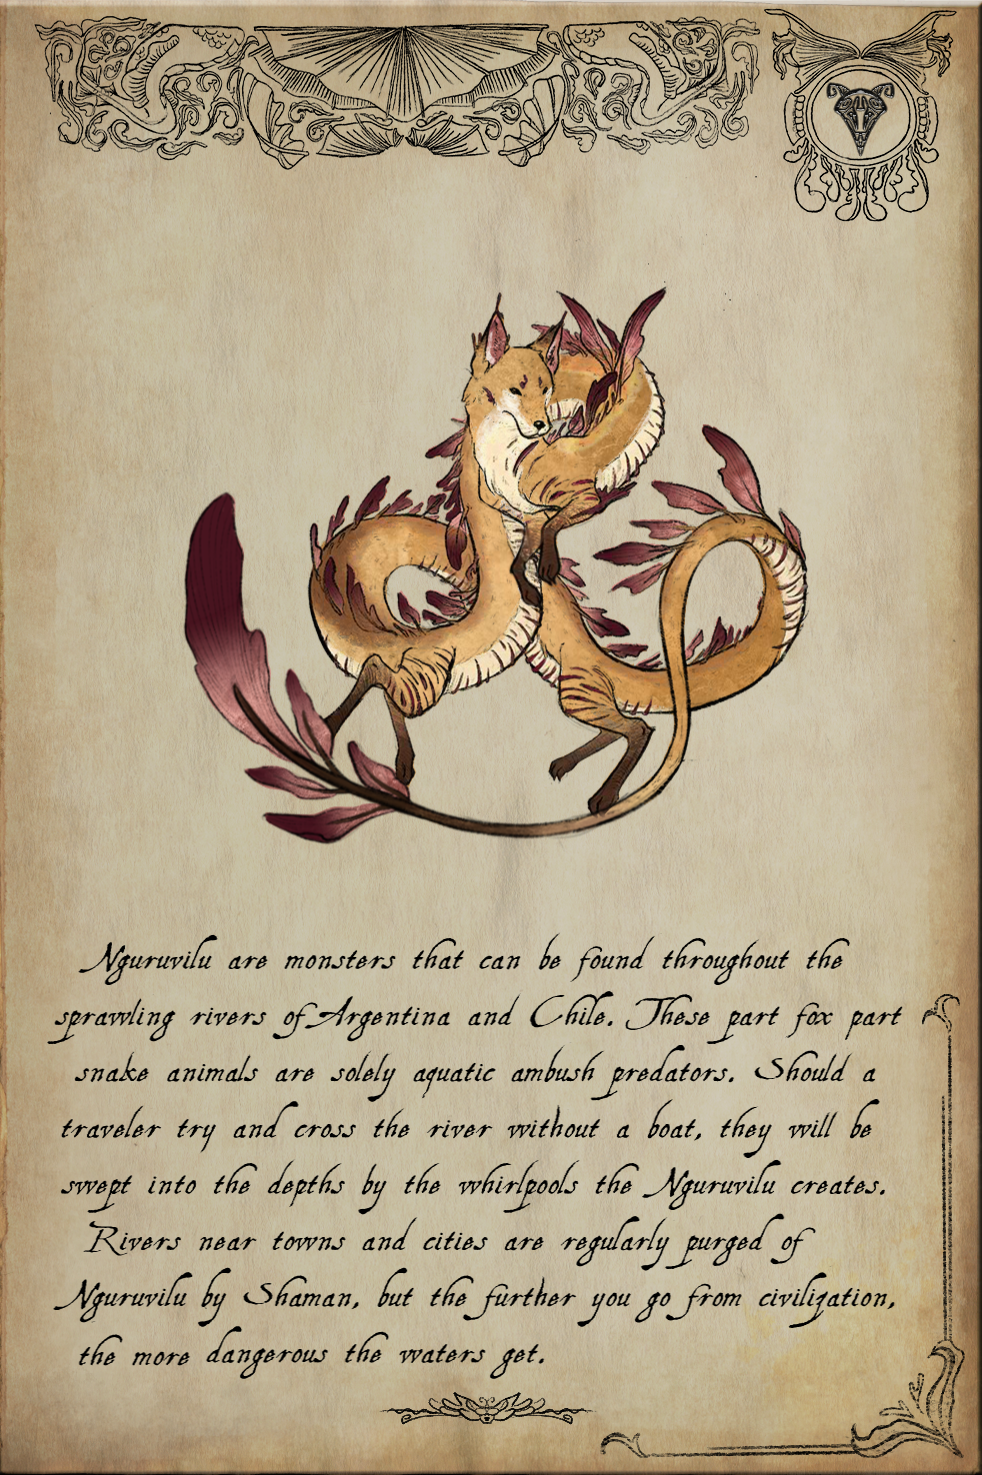 Nguruvilu are monsters that can be found throughout the
sprawling rivers of Argentina and Chile. These part fox part
snake animals are solely aquatic ambush predators. Should a
traveler try and cross the river without a boat, they will be
swept into the depths by the whirlpools the Nguruvilu creates.
Rivers near towns and cities are regularly purged of
Nguruvilu by Shaman, but the further you go from civilization,
the more dangerous the waters get.